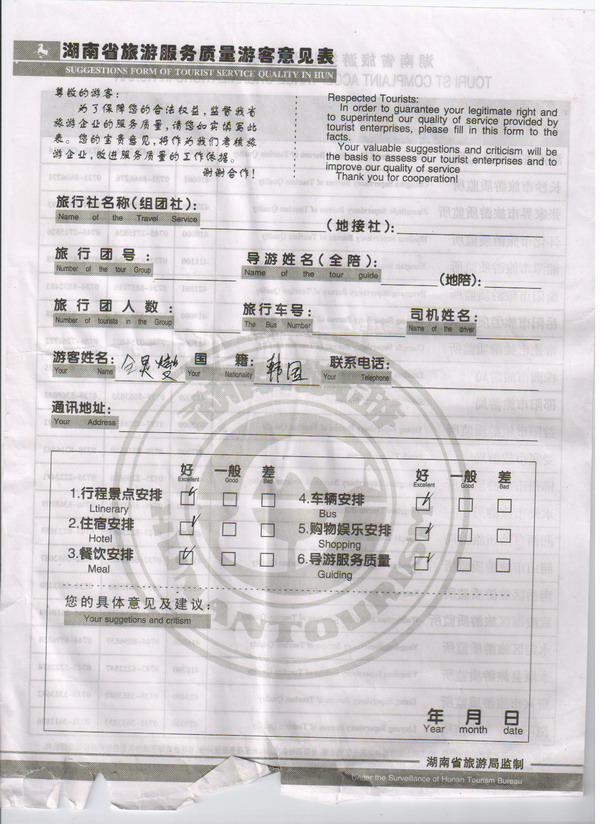 湖南省旅游服务质量游客意见表
SUGGESTIONS FORM OF TOURIST SERVICE QUALITY IN HUN
尊敬的游客:
为了保障您的合法权益,监督我省
旅游企业的服务质量,请您如实填写此
表。您的宝贵意见,将作为我们考核旅
游企业,改进服务质量的工作依据。
谢谢合作!
Respected Tourists:
In order to guarantee your legitimate right and
to superintend our quality of service provided by
tourist enterprises, please fill in this form to the
facts.
Your valuable suggestions and criticism will be
the basis to assess our tourist enterprises and to
improve our quality of service
Thank you for cooperation!
旅行社名称(组团社): (地接社):
Name of the Travel Service
旅行团号: 导游姓名(全陪): (地陪):
Number of the tour Group Name of the tour guide
旅行团人数: 旅行车号: 司机姓名:
Number of tourists in the Group The Bus Number Name of the driver
游客姓名: 国籍: 韩国 联系电话:
Your Name Your Nationality Your Telephone
通讯地址:
Your Address
好 一般 差 好 一般 差
Excellent Good Bad Excellent Good Bad
1.行程景点安排 4.车辆安排
Ltinerary Bus
2.住宿安排 5.购物娱乐安排
Hotel Shopping
3.餐饮安排 6.导游服务质量
Meal Guiding
您的具体意见及建议:
Your suggetions and critism
年 月 日
Year month date
湖南省旅游局监制
Under the Surveillance of Hunan Tourism Bureau